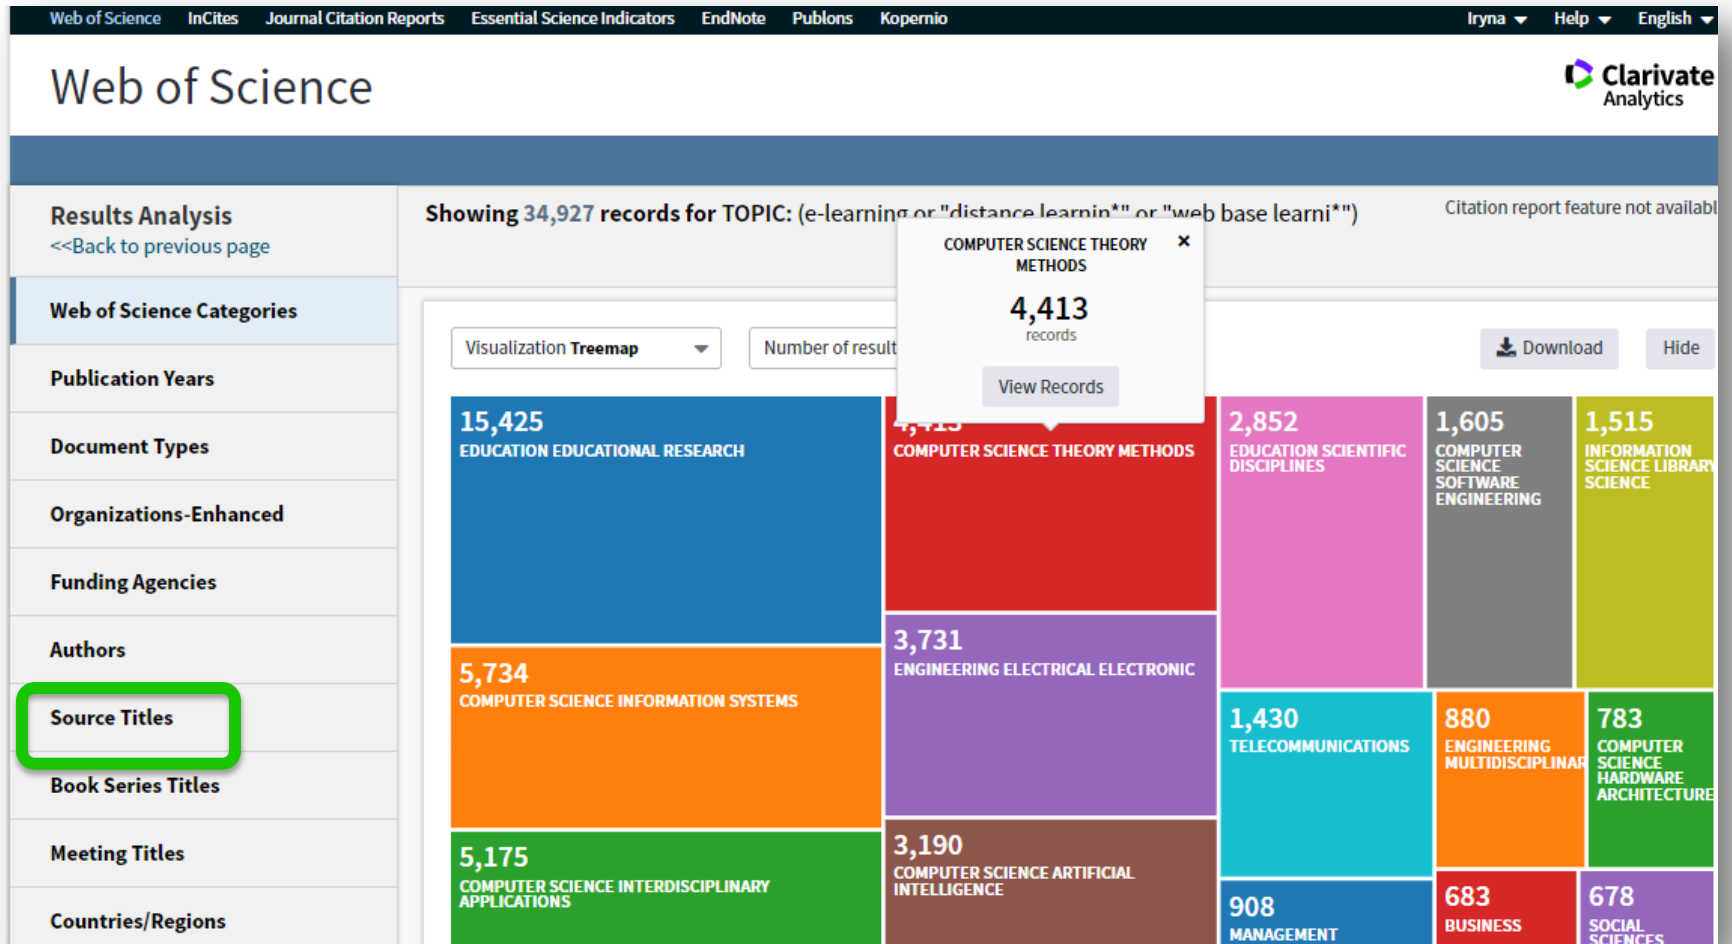 Web of Science InCites Journal Citation Reports Essential Science Indicators EndNote Publons Kopernio Iryna Help English
Web of Science
Clarivate
Analytics
Results Analysis
<<Back to previous page
Showing 34,927 records for TOPIC: (e-learning or "distance learnin*" or "web base learni*")
Citation report feature not availabl
Web of Science Categories
Publication Years
Document Types
Organizations-Enhanced
Funding Agencies
Authors
Source Titles
Book Series Titles
Meeting Titles
Countries/Regions
Visualization Treemap
Number of result
Download
Hide
COMPUTER SCIENCE THEORY
METHODS
×
4,413
records
View Records
15,425
EDUCATION EDUCATIONAL RESEARCH
4,413
COMPUTER SCIENCE THEORY METHODS
2,852
EDUCATION SCIENTIFIC
DISCIPLINES
1,605
COMPUTER
SCIENCE
SOFTWARE
ENGINEERING
1,515
INFORMATION
SCIENCE LIBRARY
SCIENCE
5,734
COMPUTER SCIENCE INFORMATION SYSTEMS
3,731
ENGINEERING ELECTRICAL ELECTRONIC
1,430
TELECOMMUNICATIONS
880
ENGINEERING
MULTIDISCIPLINAR
783
COMPUTER
SCIENCE
HARDWARE
ARCHITECTURE
5,175
COMPUTER SCIENCE INTERDISCIPLINARY
APPLICATIONS
3,190
COMPUTER SCIENCE ARTIFICIAL
INTELLIGENCE
908
MANAGEMENT
683
BUSINESS
678
SOCIAL
SCIENCES